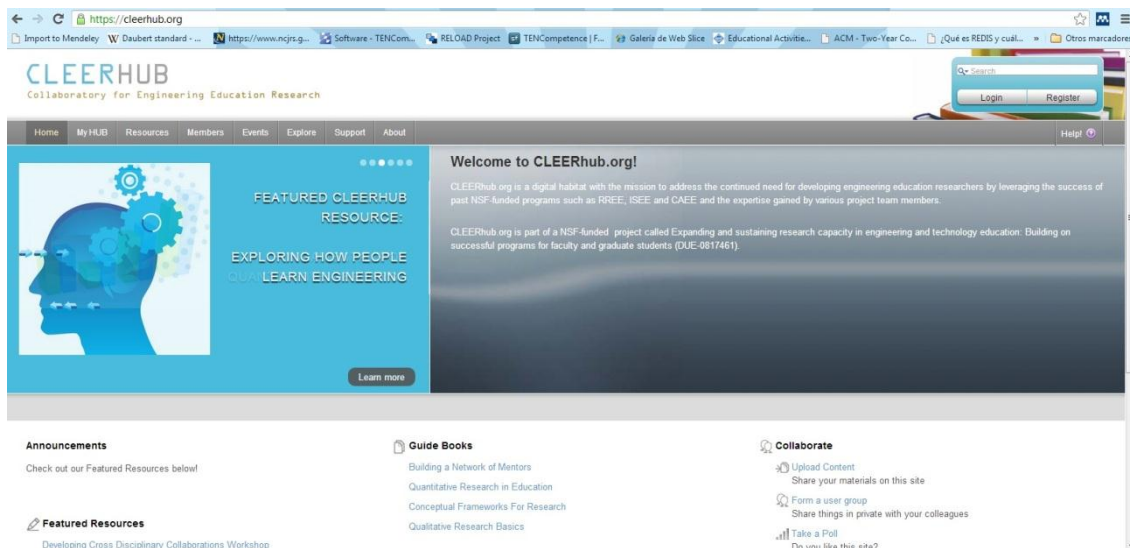 https://cleerhub.org
Import to Mendeley W Daubert standard - ... N https://www.ncjrs.g... Software - TENCom... RELOAD Project TENCompetence | F... Galería de Web Slice Educational Activitie... ACM - Two-Year Co... ¿Qué es REDIS y cuál... » Otros marcadores
CLEERHUB
Collaboratory for Engineering Education Research
Search
Login Register
Home My HUB Resources Members Events Explore Support About Help!
FEATURED CLEERHUB
RESOURCE:
EXPLORING HOW PEOPLE
LEARN ENGINEERING
Learn more
Welcome to CLEERhub.org!
CLEERhub.org is a digital habitat with the mission to address the continued need for developing engineering education researchers by leveraging the success of
past NSF-funded programs such as RREE, ISEE and CAEE and the expertise gained by various project team members.
CLEERhub.org is part of a NSF-funded project called Expanding and sustaining research capacity in engineering and technology education: Building on
successful programs for faculty and graduate students (DUE-0817461).
Announcements
Check out our Featured Resources below!
Featured Resources
Developing Cross Disciplinary Collaborations Workshop
Guide Books
Building a Network of Mentors
Quantitative Research in Education
Conceptual Frameworks For Research
Qualitative Research Basics
Collaborate
Upload Content
Share your materials on this site
Form a user group
Share things in private with your colleagues
Take a Poll
Do you like this site?